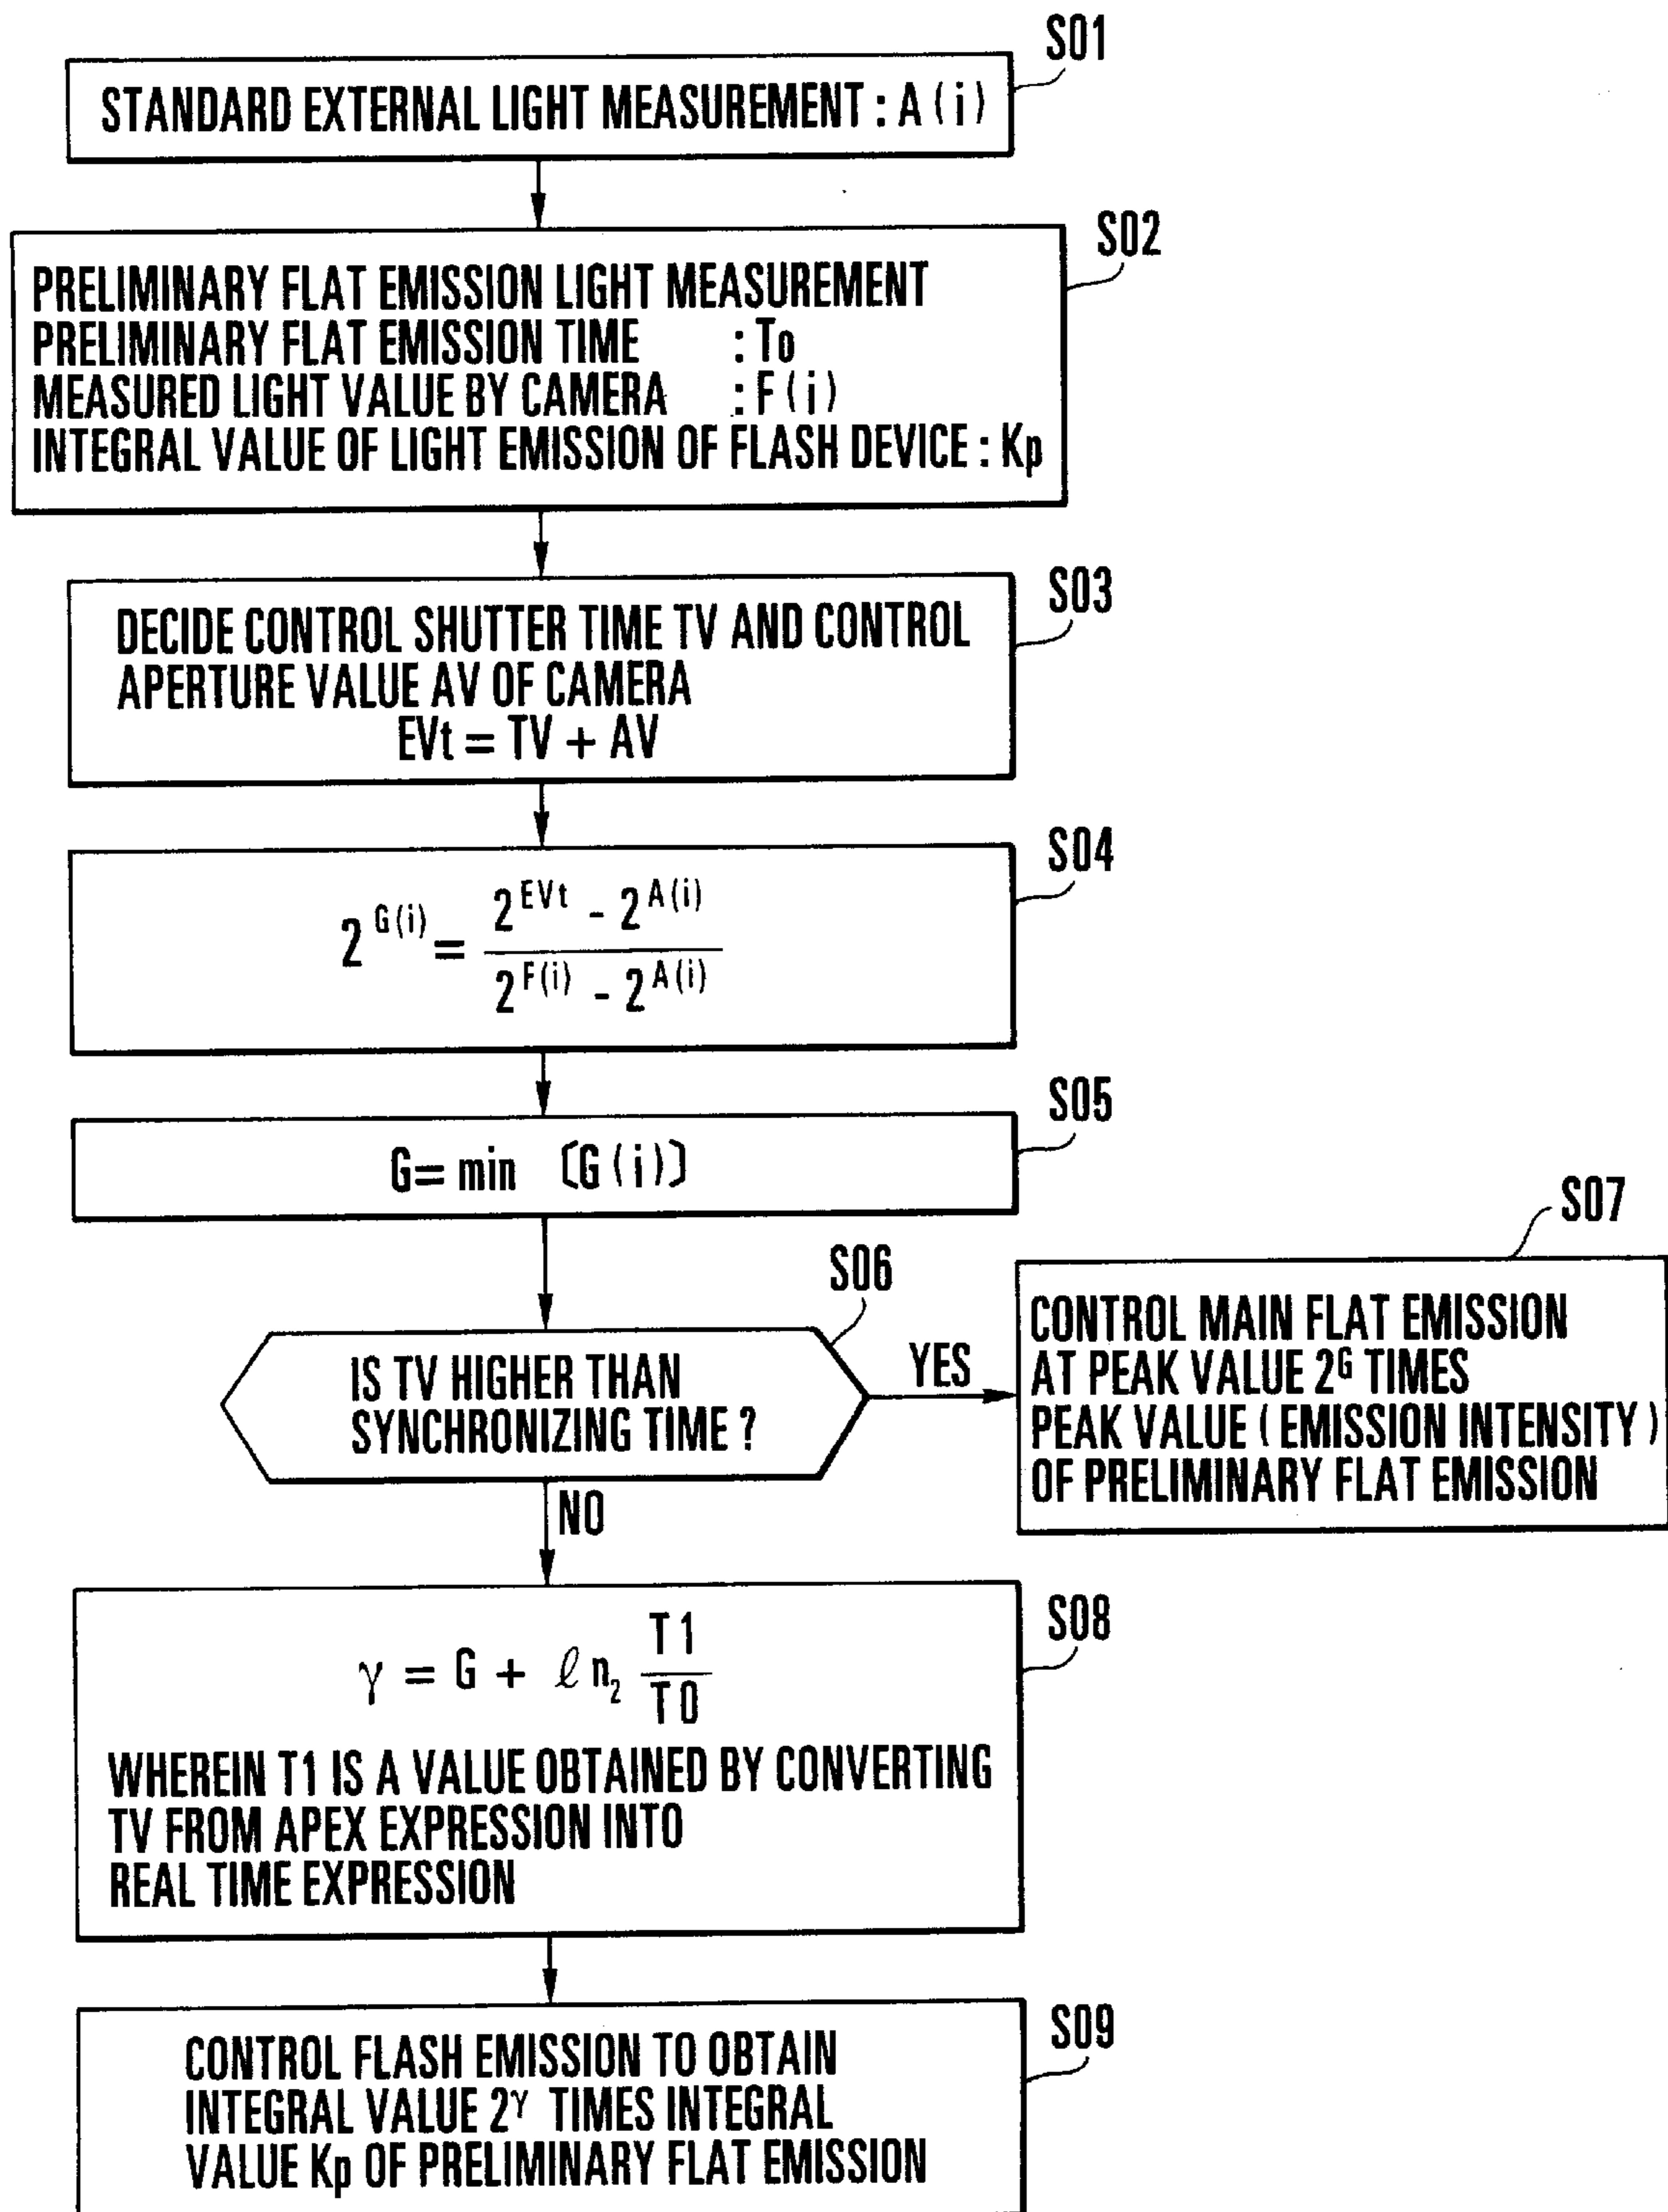 S01
STANDARD EXTERNAL LIGHT MEASUREMENT : A(i)
S02
PRELIMINARY FLAT EMISSION LIGHT MEASUREMENT
PRELIMINARY FLAT EMISSION TIME : To
MEASURED LIGHT VALUE BY CAMERA : F(i)
INTEGRAL VALUE OF LIGHT EMISSION OF FLASH DEVICE : Kp
S03
DECIDE CONTROL SHUTTER TIME TV AND CONTROL
APERTURE VALUE AV OF CAMERA
EVt = TV + AV
S04
2^G(i) = (2^EVt - 2^A(i)) / (2^F(i) - 2^A(i))
S05
G= min 〔G(i)〕
S06
IS TV HIGHER THAN
SYNCHRONIZING TIME ?
YES
S07
CONTROL MAIN FLAT EMISSION
AT PEAK VALUE 2^G TIMES
PEAK VALUE ( EMISSION INTENSITY )
OF PRELIMINARY FLAT EMISSION
NO
S08
γ = G + ℓn₂ T1/T0
WHEREIN T1 IS A VALUE OBTAINED BY CONVERTING
TV FROM APEX EXPRESSION INTO
REAL TIME EXPRESSION
S09
CONTROL FLASH EMISSION TO OBTAIN
INTEGRAL VALUE 2^γ TIMES INTEGRAL
VALUE Kp OF PRELIMINARY FLAT EMISSION